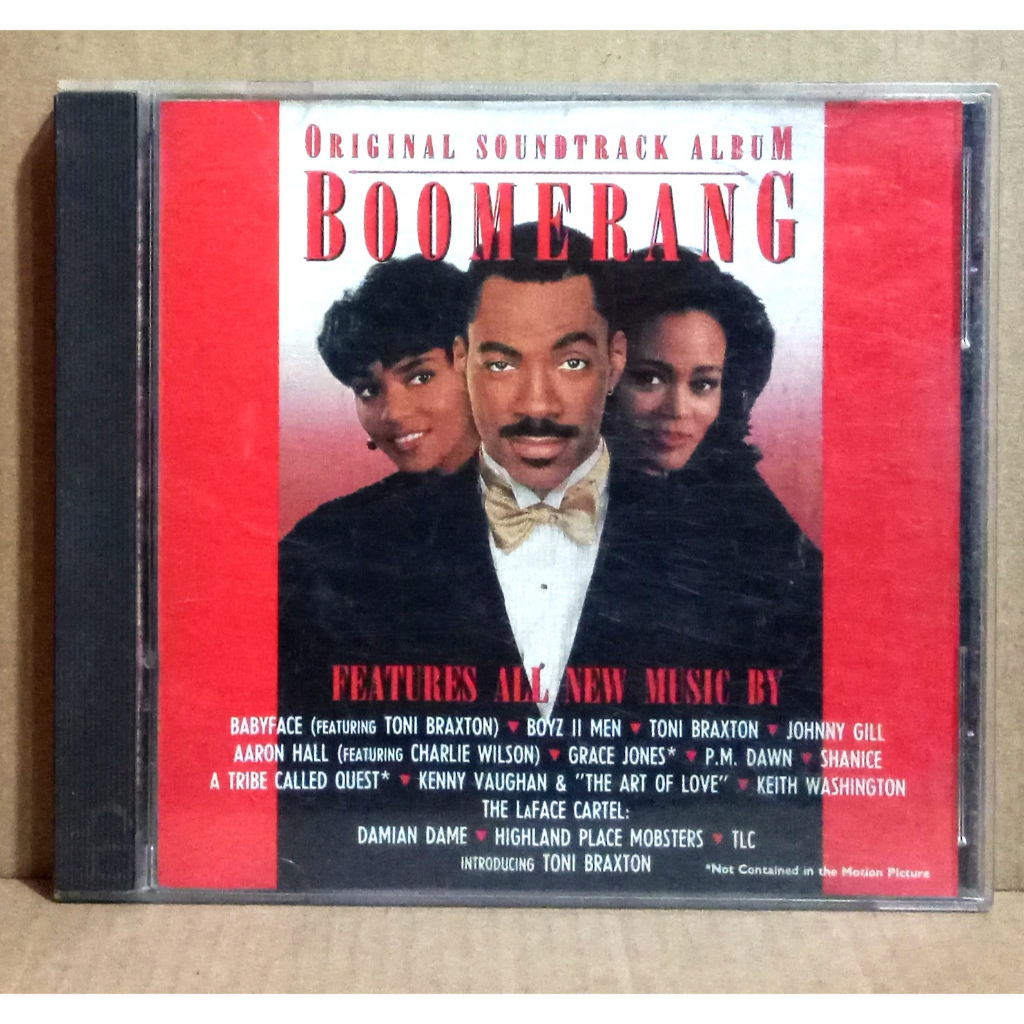 ORIGINAL SOUNDTRACK ALBUM
BOOMERANG
FEATURES ALL NEW MUSIC BY
BABYFACE (FEATURING TONI BRAXTON) ▼ BOYZ II MEN ▼ TONI BRAXTON ▼ JOHNNY GILL
AARON HALL (FEATURING CHARLIE WILSON) ▼ GRACE JONES* ▼ P.M. DAWN ▼ SHANICE
A TRIBE CALLED QUEST* ▼ KENNY VAUGHAN & "THE ART OF LOVE" ▼ KEITH WASHINGTON
THE LAFACE CARTEL:
DAMIAN DAME ▼ HIGHLAND PLACE MOBSTERS ▼ TLC
INTRODUCING TONI BRAXTON
*Not Contained in the Motion Picture